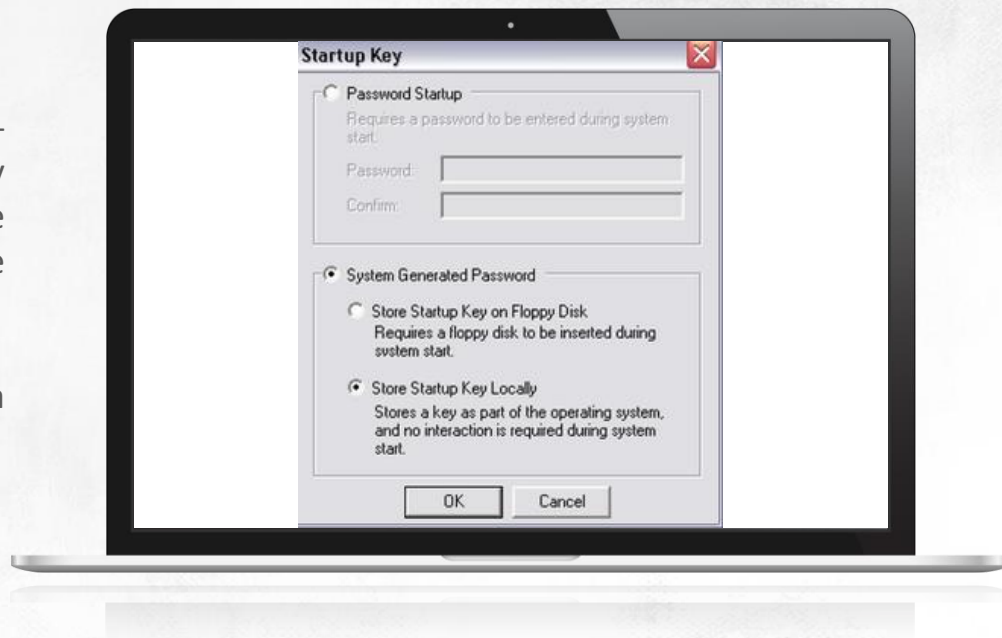 Startup Key
Password Startup
Requires a password to be entered during system
start.
Password:
Confirm:
System Generated Password
Store Startup Key on Floppy Disk
Requires a floppy disk to be inserted during
system start.
Store Startup Key Locally
Stores a key as part of the operating system,
and no interaction is required during system
start.
OK
Cancel